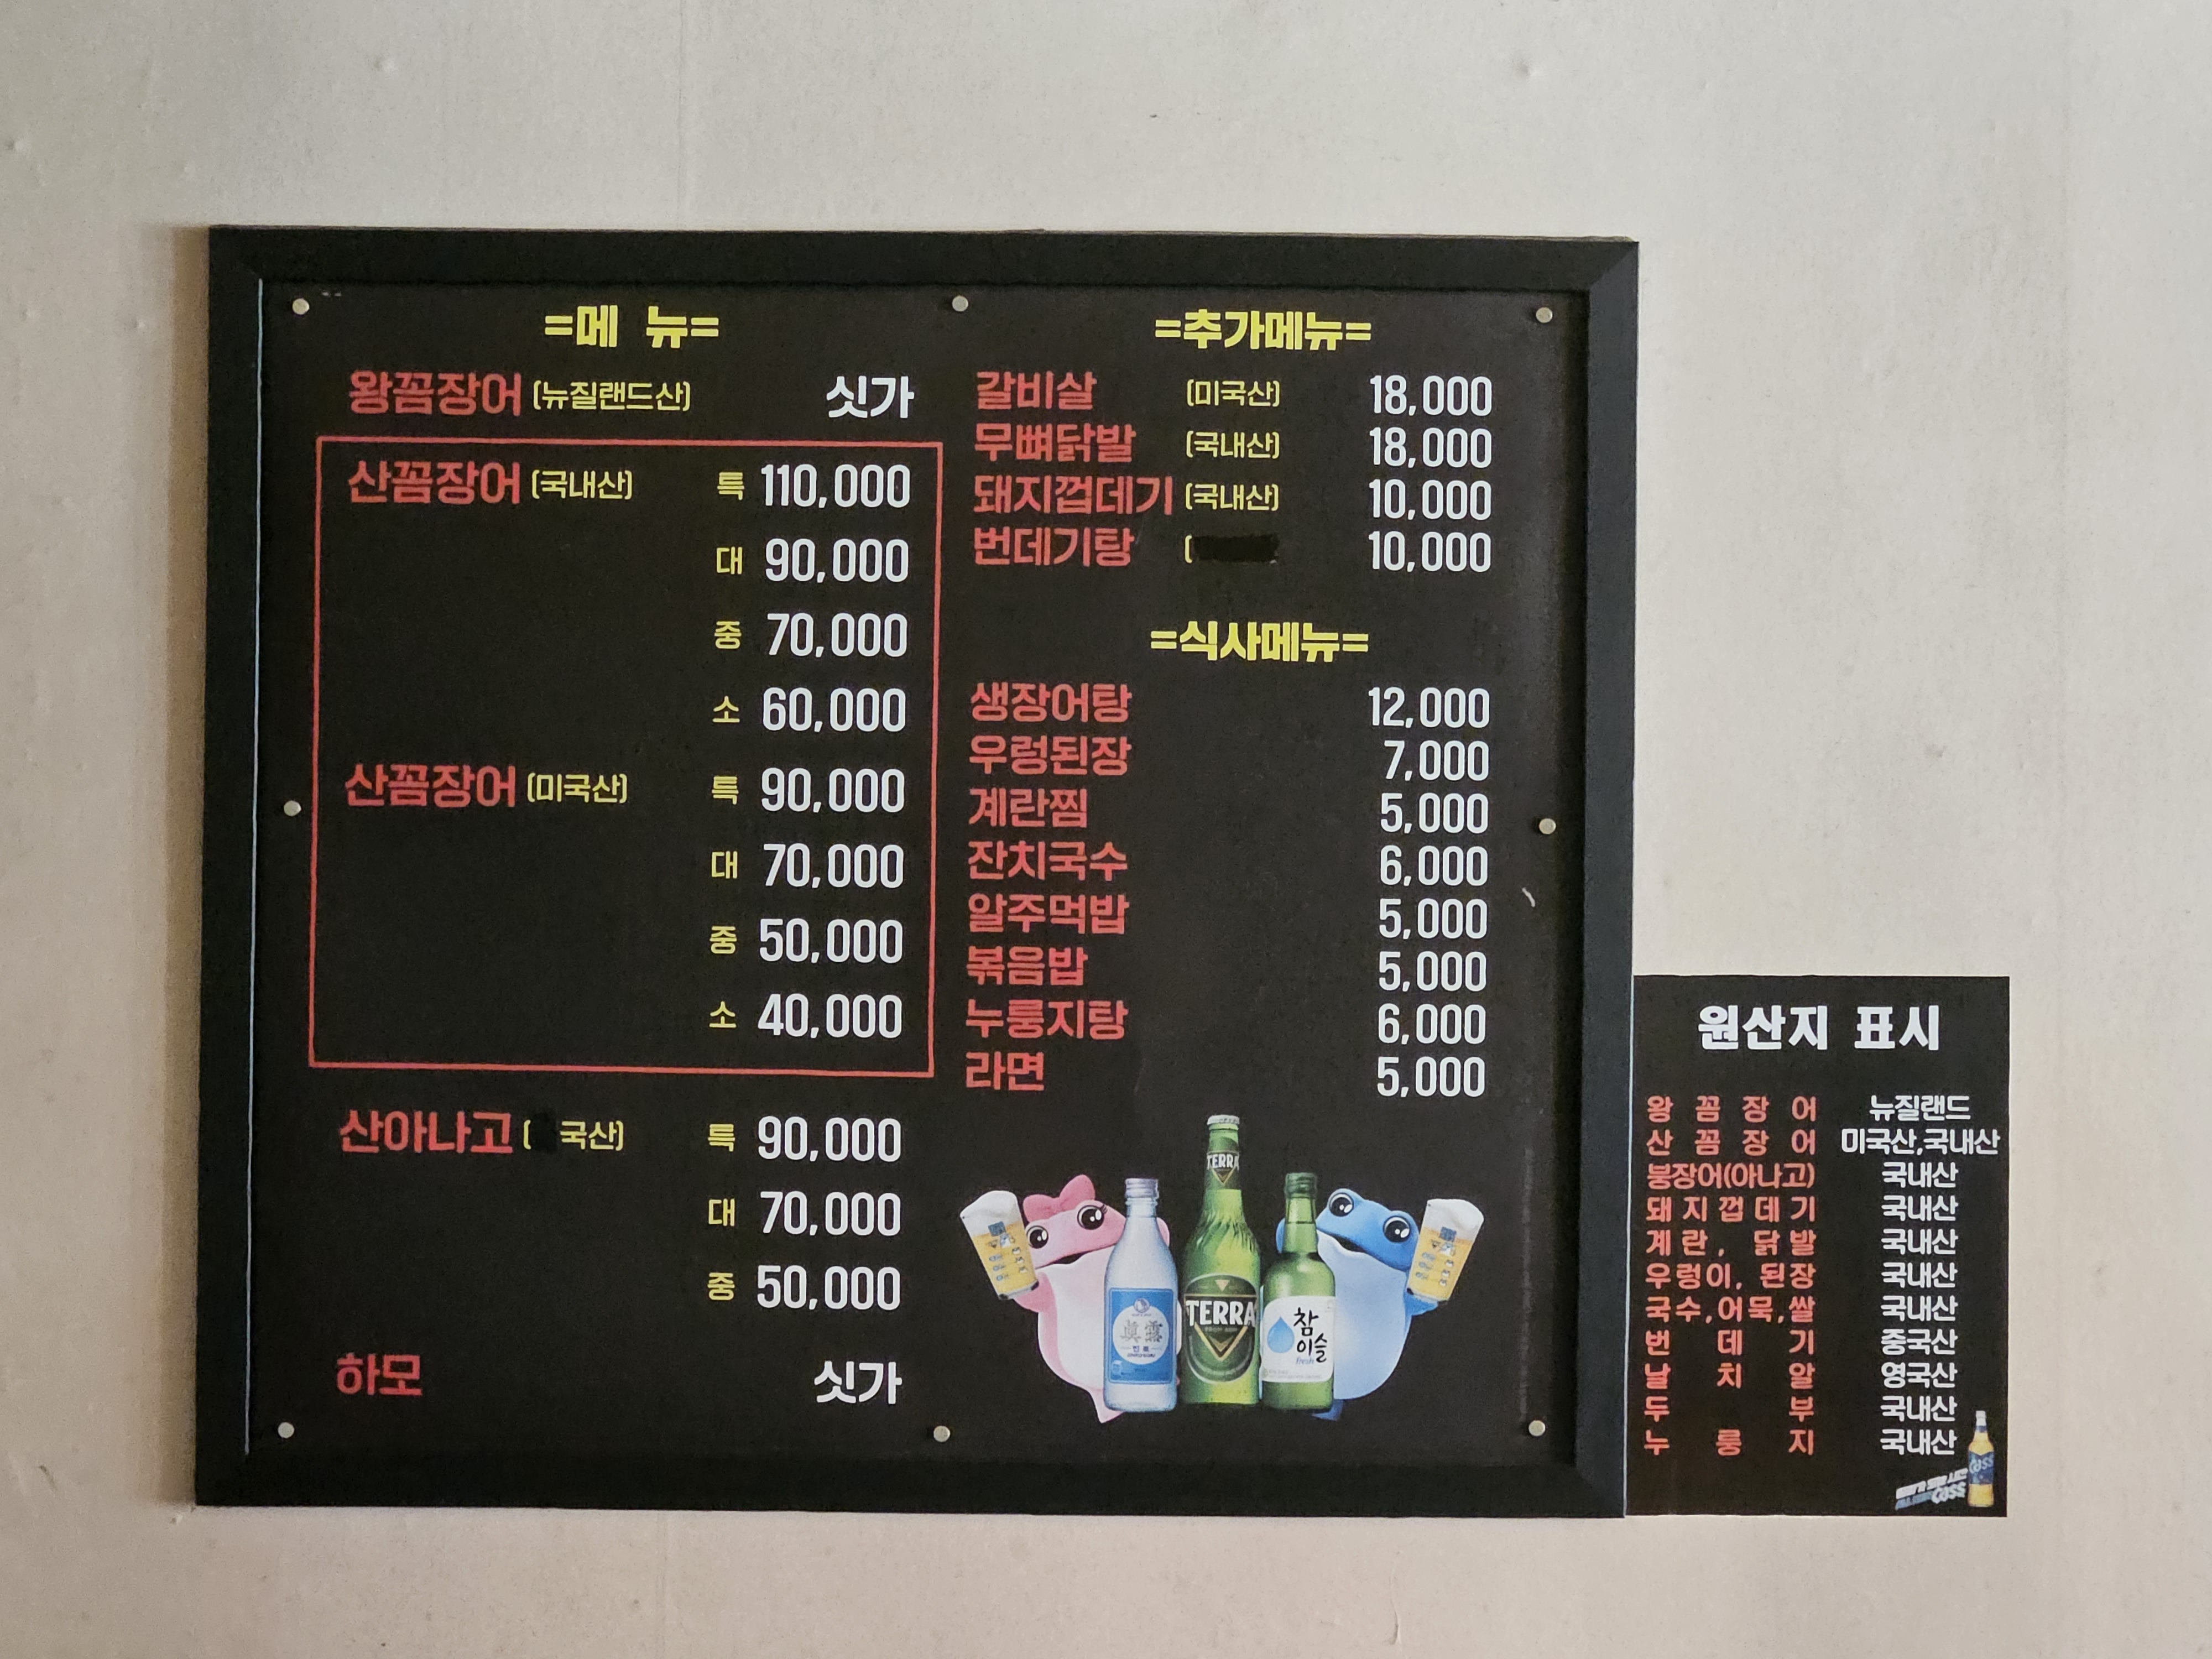 =메 뉴=
왕꼼장어 (뉴질랜드산) 싯가
산꼼장어 (국내산) 특 110,000
대 90,000
중 70,000
소 60,000
산꼼장어 (미국산) 특 90,000
대 70,000
중 50,000
소 40,000
산아나고 ( 국산) 특 90,000
대 70,000
중 50,000
하모 싯가
=추가메뉴=
갈비살 (미국산) 18,000
무뼈닭발 (국내산) 18,000
돼지껍데기 (국내산) 10,000
번데기탕 ( 10,000
=식사메뉴=
생장어탕 12,000
우렁된장 7,000
계란찜 5,000
잔치국수 6,000
알주먹밥 5,000
볶음밥 5,000
누룽지탕 6,000
라면 5,000
TERRA
眞露
진로
TERRA
참이슬
fresh
원산지 표시
왕꼼장어 뉴질랜드
산꼼장어 미국산,국내산
붕장어(아나고) 국내산
돼지껍데기 국내산
계란, 닭발 국내산
우렁이, 된장 국내산
국수,어묵,쌀 국내산
번데기 중국산
날치알 영국산
두부 국내산
누룽지 국내산
Cass
Cass